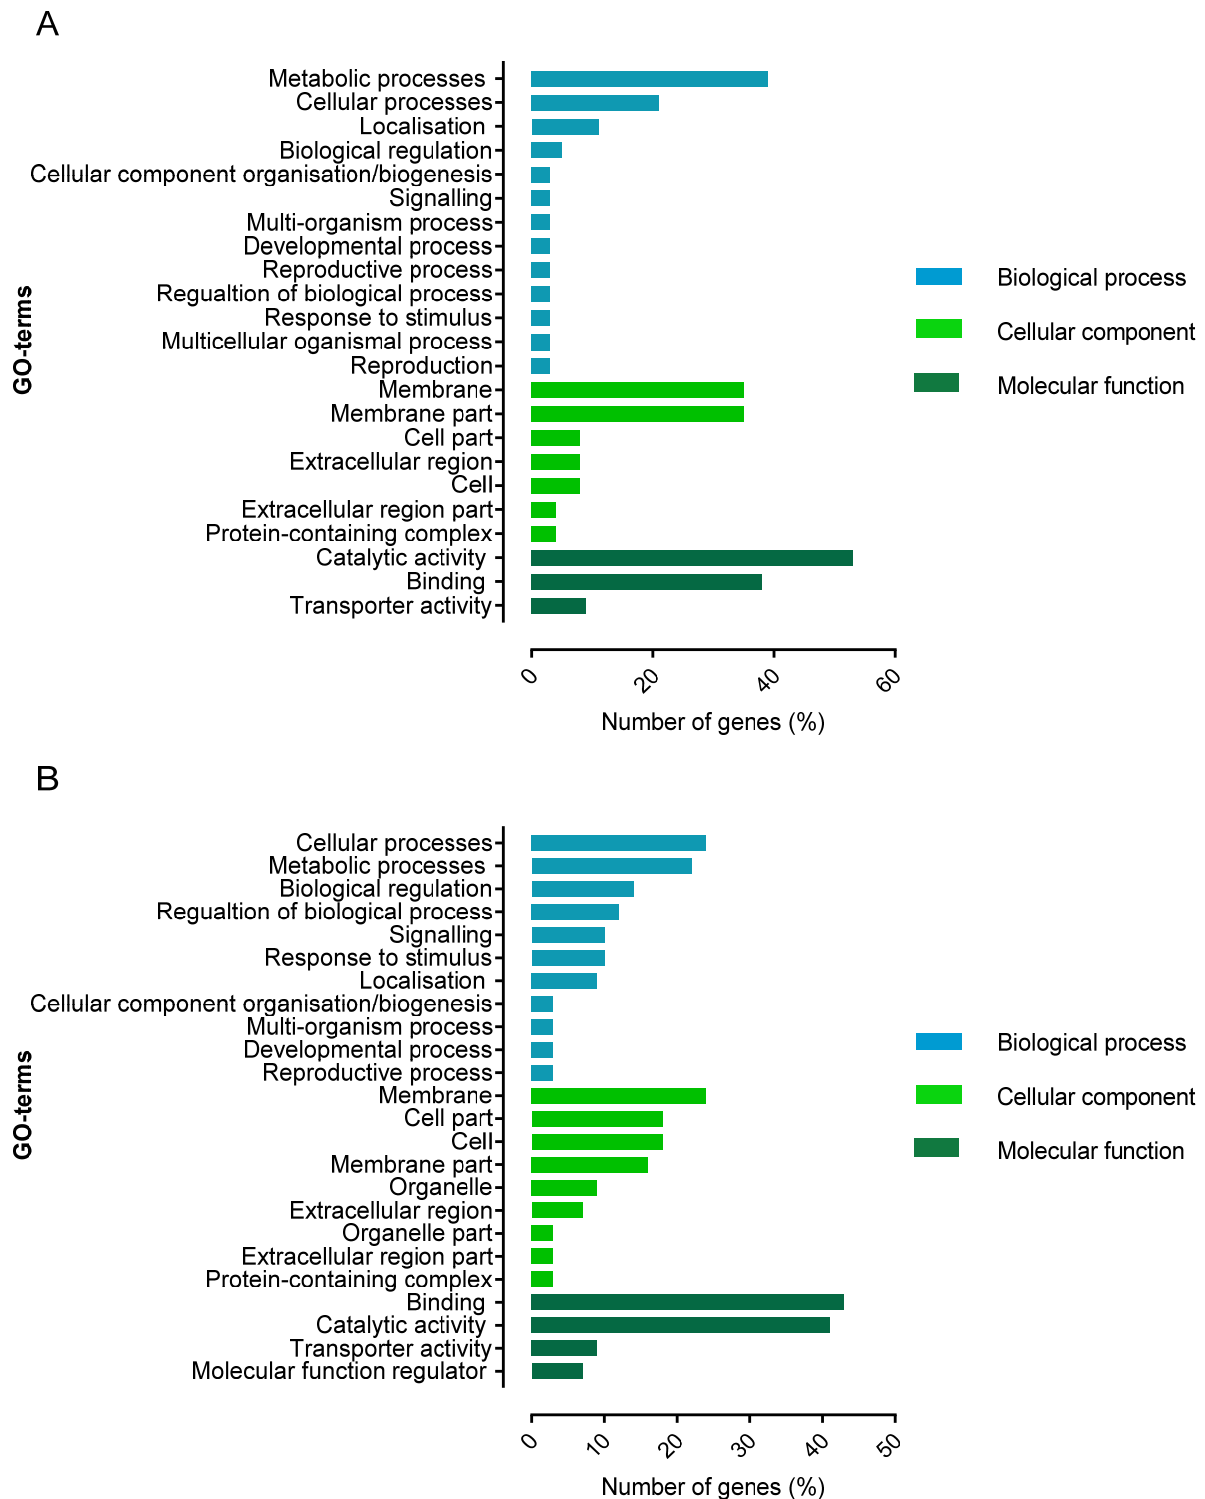 A
GO-terms
Metabolic processes
Cellular processes
Localisation
Biological regulation
Cellular component organisation/biogenesis
Signalling
Multi-organism process
Developmental process
Reproductive process
Regualtion of biological process
Response to stimulus
Multicellular oganismal process
Reproduction
Membrane
Membrane part
Cell part
Extracellular region
Cell
Extracellular region part
Protein-containing complex
Catalytic activity
Binding
Transporter activity
0 20 40 60
Number of genes (%)
Biological process
Cellular component
Molecular function
B
GO-terms
Cellular processes
Metabolic processes
Biological regulation
Regualtion of biological process
Signalling
Response to stimulus
Localisation
Cellular component organisation/biogenesis
Multi-organism process
Developmental process
Reproductive process
Membrane
Cell part
Cell
Membrane part
Organelle
Extracellular region
Organelle part
Extracellular region part
Protein-containing complex
Binding
Catalytic activity
Transporter activity
Molecular function regulator
0 10 20 30 40 50
Number of genes (%)
Biological process
Cellular component
Molecular function